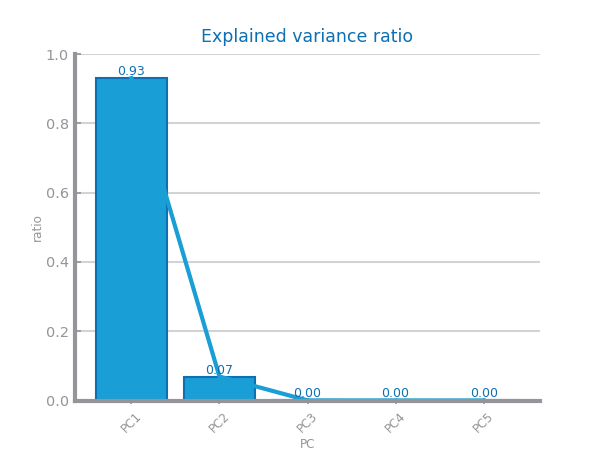 Explained variance ratio
1.0
0.8
0.6
0.4
0.2
0.0
ratio
0.93
0.07
0.00
0.00
0.00
PC1
PC2
PC3
PC4
PC5
PC